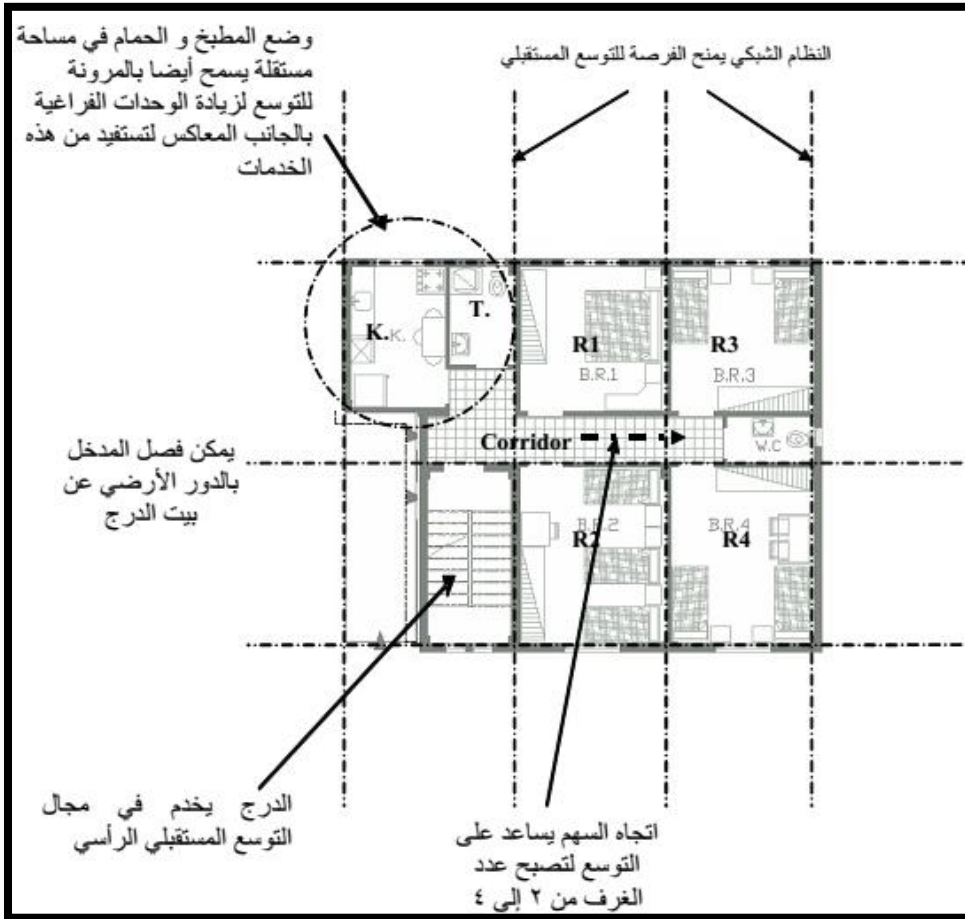 وضع المطبخ و الحمام في مساحة
مستقلة يسمح أيضا بالمرونة
للتوسع لزيادة الوحدات الفراغية
بالجانب المعاكس لتستفيد من هذه
الخدمات
النظام الشبكي يمنح الفرصة للتوسع المستقبلي
K.
K.
T.
R1
B.R.1
R3
B.R.3
Corridor
W.C
يمكن فصل المدخل
بالدور الأرضي عن
بيت الدرج
B.R.2
R2
B.R.4
R4
الدرج يخدم في مجال
التوسع المستقبلي الرأسي
اتجاه السهم يساعد على
التوسع لتصبح عدد
الغرف من ٢ إلى ٤